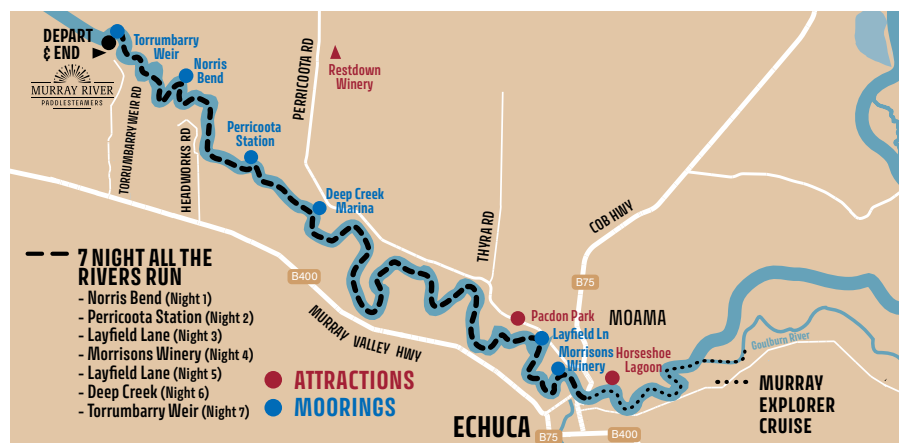 DEPART
& END
MURRAY RIVER
PADDLESTEAMERS
Torrumbarry
Weir
Norris
Bend
TORRUMBARRY WEIR RD
HEADWORKS RD
Perricoota
Station
PERRICOOTA RD
Restdown
Winery
Deep Creek
Marina
THYRA RD
COB HWY
B400
B75
MURRAY VALLEY HWY
Pacdon Park
MOAMA
Layfield Ln
Morrisons
Winery
Horseshoe
Lagoon
Goulburn River
7 NIGHT ALL THE
RIVERS RUN
- Norris Bend (Night 1)
- Perricoota Station (Night 2)
- Layfield Lane (Night 3)
- Morrisons Winery (Night 4)
- Layfield Lane (Night 5)
- Deep Creek (Night 6)
- Torrumbarry Weir (Night 7)
ATTRACTIONS
MOORINGS
ECHUCA
B75
B400
MURRAY
EXPLORER
CRUISE